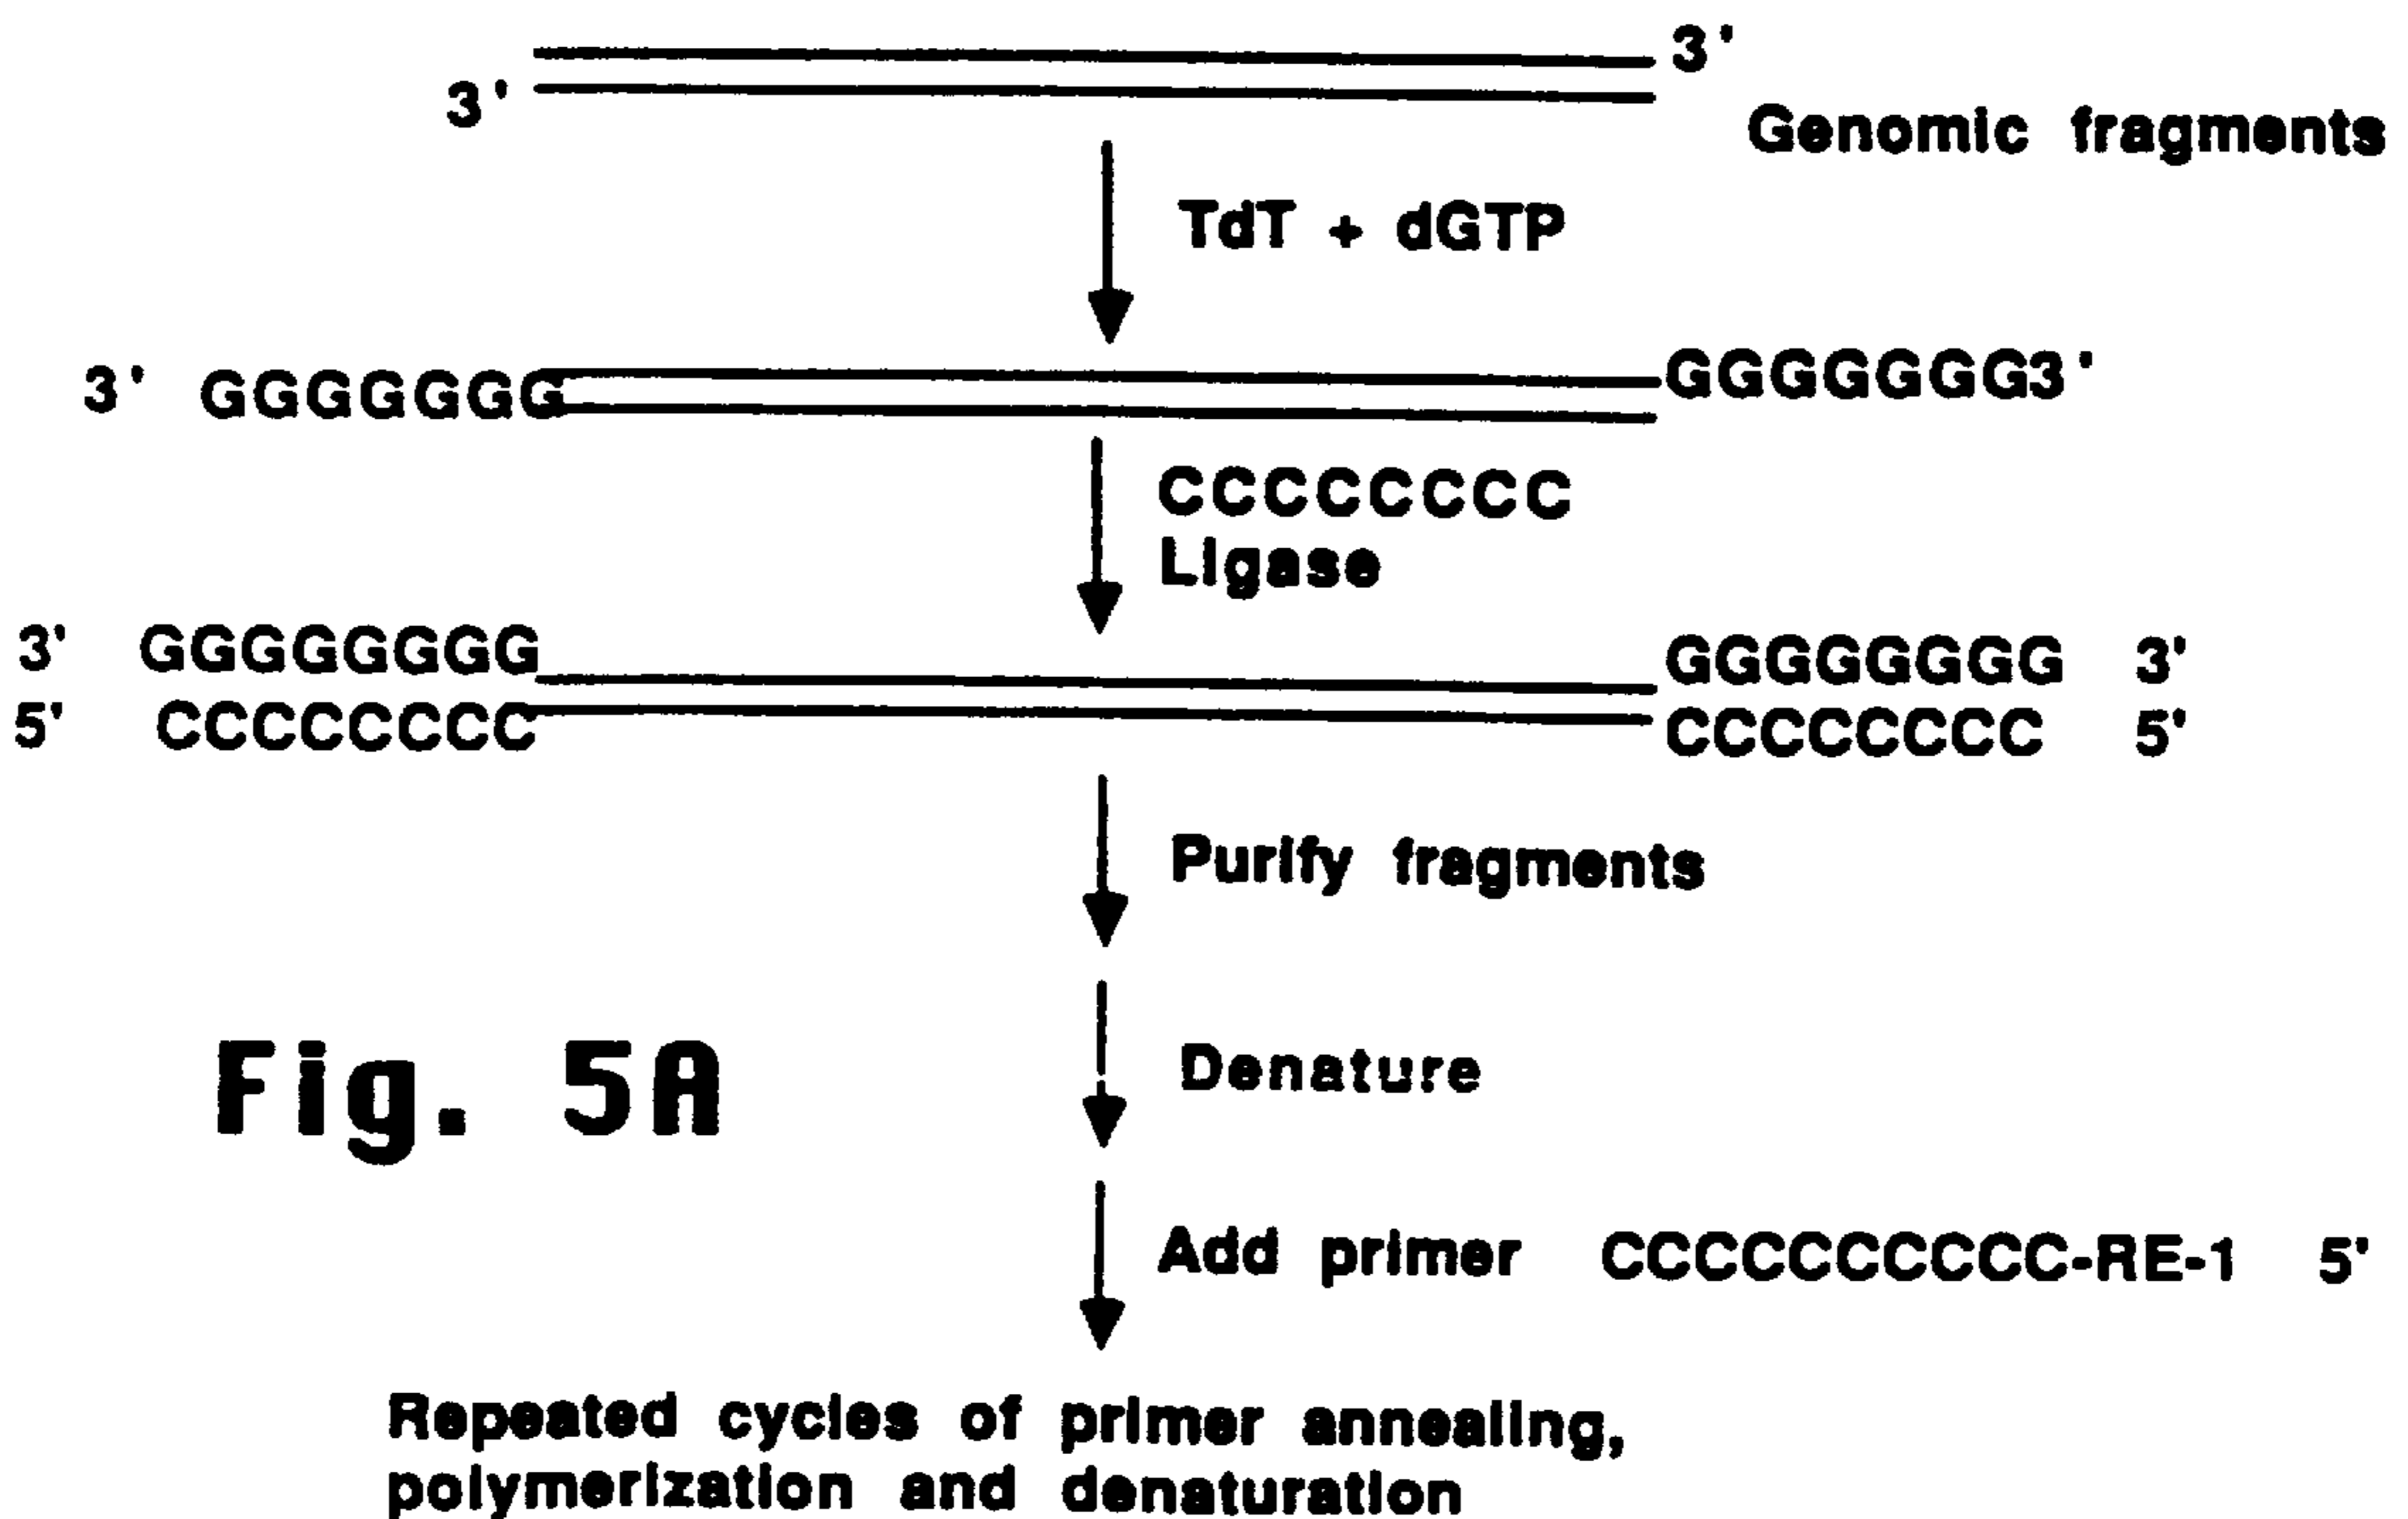 3'
3'
Genomic fragments
TdT + dGTP
3' GGGGGGG GGGGGGG3'
CCCCCCCC
Ligase
3' GGGGGGGG GGGGGGGG 3'
5' CCCCCCCC CCCCCCCC 5'
Purify fragments
Fig. 5A
Denature
Add primer CCCCCCCCCC-RE-1 5'
Repeated cycles of primer annealing,
polymerization and denaturation